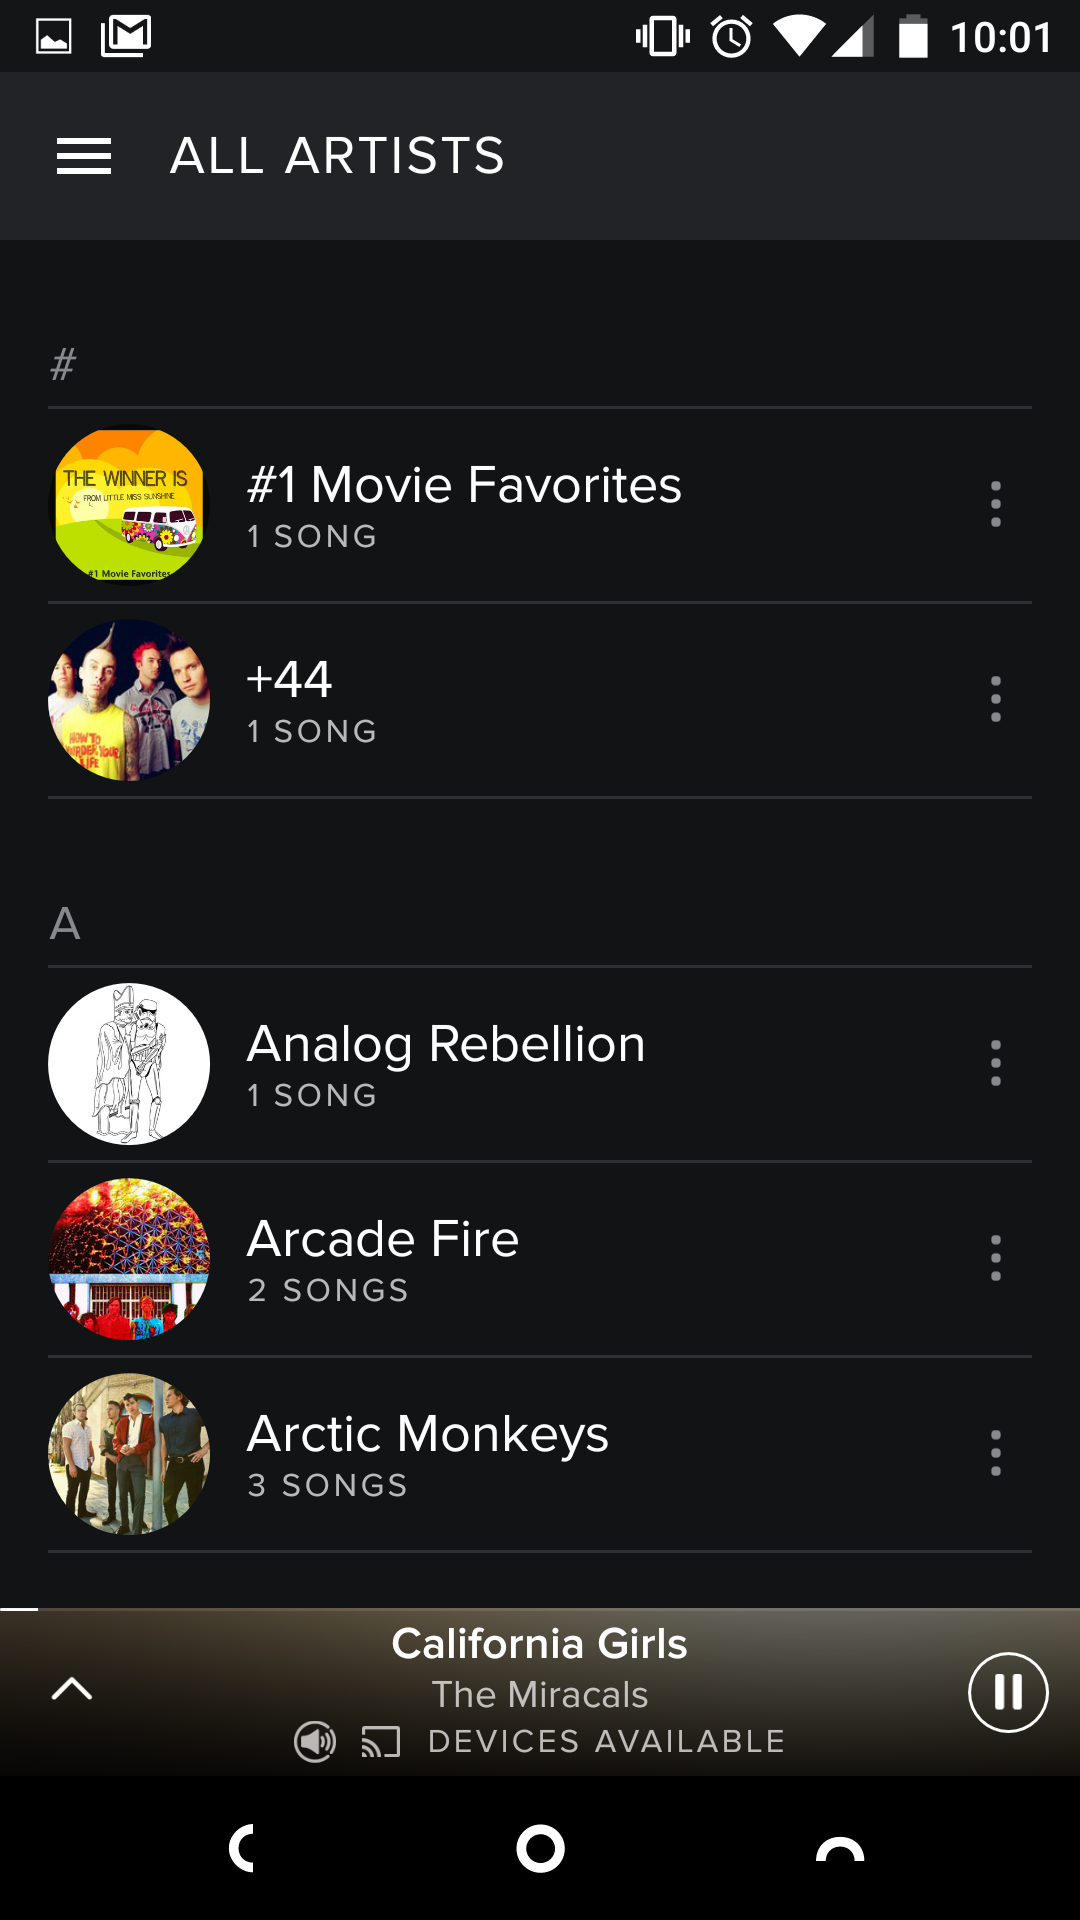 10:01
ALL ARTISTS
#
THE WINNER IS
FROM LITTLE MISS SUNSHINE
#1 Movie Favorites
#1 Movie Favorites
1 SONG
HOW TO
YOUR
LIFE
+44
1 SONG
A
Analog Rebellion
1 SONG
Arcade Fire
2 SONGS
Arctic Monkeys
3 SONGS
California Girls
The Miracals
DEVICES AVAILABLE